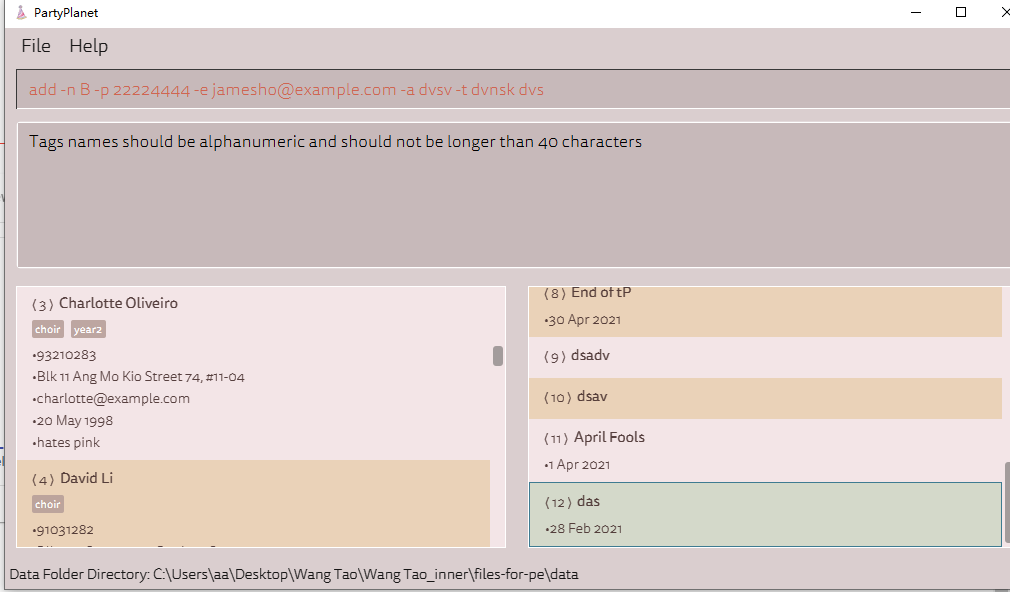 PartyPlanet
File Help
add -n B -p 22224444 -e jamesho@example.com -a dvsv -t dvnsk dvs
Tags names should be alphanumeric and should not be longer than 40 characters
(3) Charlotte Oliveiro
choir year2
•93210283
•Blk 11 Ang Mo Kio Street 74, #11-04
•charlotte@example.com
•20 May 1998
•hates pink
(4) David Li
choir
•91031282
(8) End of tP
•30 Apr 2021
(9) dsadv
(10) dsav
(11) April Fools
•1 Apr 2021
(12) das
•28 Feb 2021
Data Folder Directory: C:\Users\aa\Desktop\Wang Tao\Wang Tao_inner\files-for-pe\data